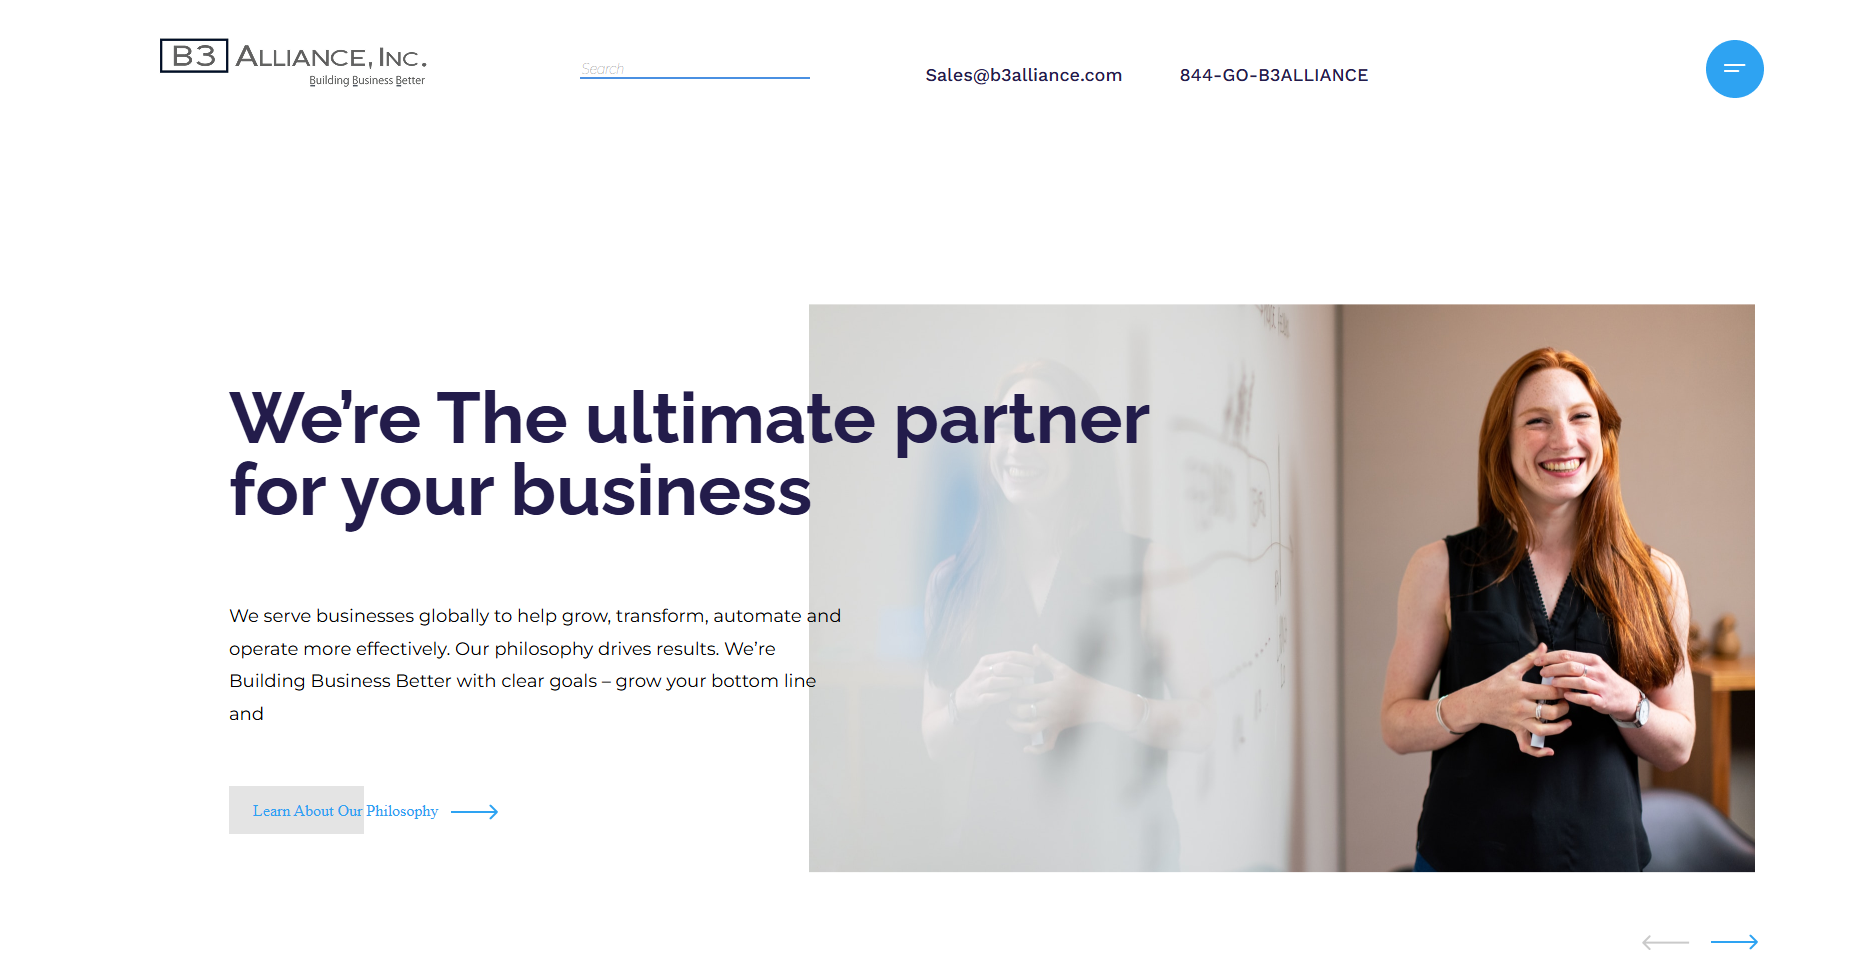 B3 ALLIANCE, INC.
Building Business Better
Search
Sales@b3alliance.com
844-GO-B3ALLIANCE
We’re The ultimate partner
for your business
We serve businesses globally to help grow, transform, automate and
operate more effectively. Our philosophy drives results. We’re
Building Business Better with clear goals – grow your bottom line
and
Learn About Our Philosophy